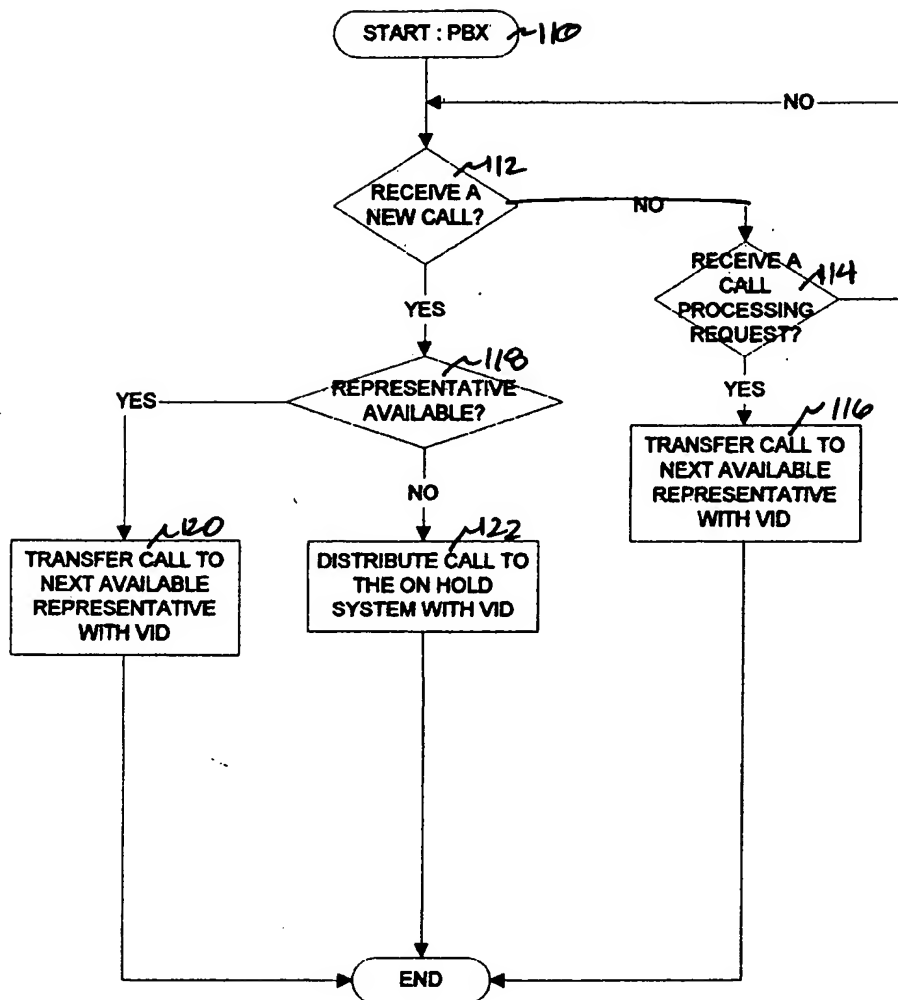 START : PBX ~110
NO
~112
RECEIVE A
NEW CALL?
NO
RECEIVE A
CALL
PROCESSING
REQUEST?
~114
YES
YES
~118
REPRESENTATIVE
AVAILABLE?
YES
~116
TRANSFER CALL TO
NEXT AVAILABLE
REPRESENTATIVE
WITH VID
NO
~120
TRANSFER CALL TO
NEXT AVAILABLE
REPRESENTATIVE
WITH VID
~122
DISTRIBUTE CALL TO
THE ON HOLD
SYSTEM WITH VID
END